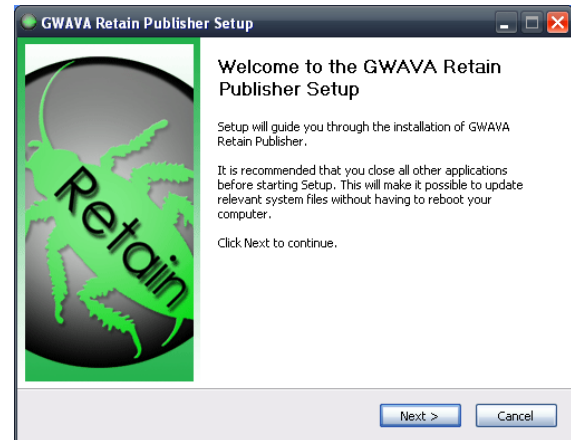 GWAVA Retain Publisher Setup
Welcome to the GWAVA Retain
Publisher Setup
Setup will guide you through the installation of GWAVA
Retain Publisher.
It is recommended that you close all other applications
before starting Setup. This will make it possible to update
relevant system files without having to reboot your
computer.
Click Next to continue.
Retain
Next >
Cancel